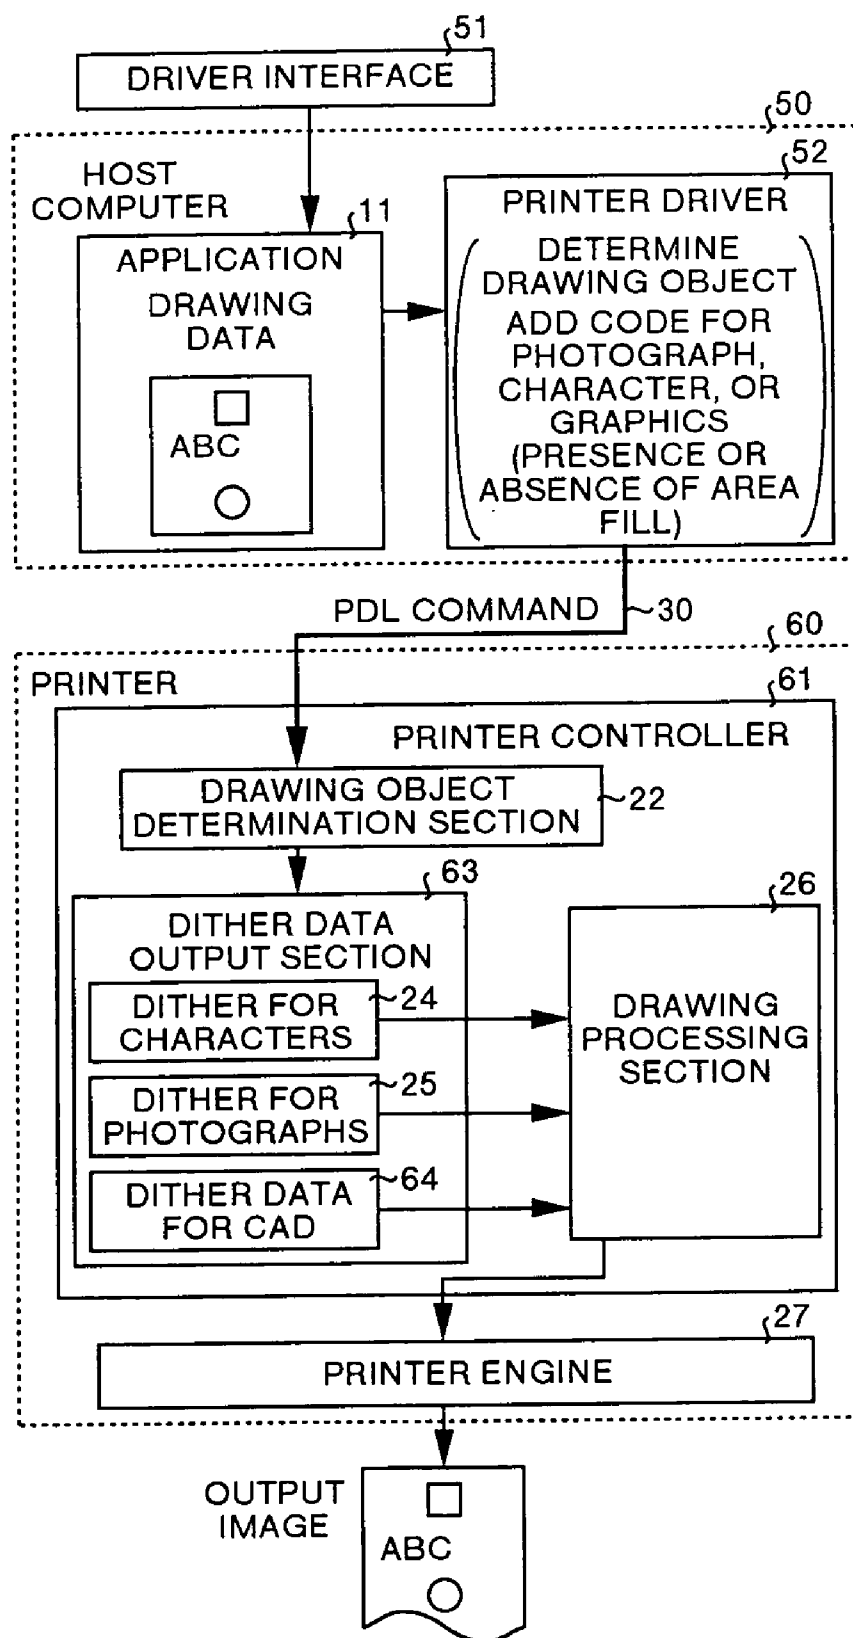 51
DRIVER INTERFACE
50
HOST
COMPUTER
11
APPLICATION
DRAWING
DATA
ABC
52
PRINTER DRIVER
DETERMINE
DRAWING OBJECT
ADD CODE FOR
PHOTOGRAPH,
CHARACTER, OR
GRAPHICS
(PRESENCE OR
ABSENCE OF AREA
FILL)
PDL COMMAND
30
60
PRINTER
61
PRINTER CONTROLLER
DRAWING OBJECT
DETERMINATION SECTION
22
63
DITHER DATA
OUTPUT SECTION
DITHER FOR
CHARACTERS
24
DITHER FOR
PHOTOGRAPHS
25
DITHER DATA
FOR CAD
64
26
DRAWING
PROCESSING
SECTION
27
PRINTER ENGINE
OUTPUT
IMAGE
ABC